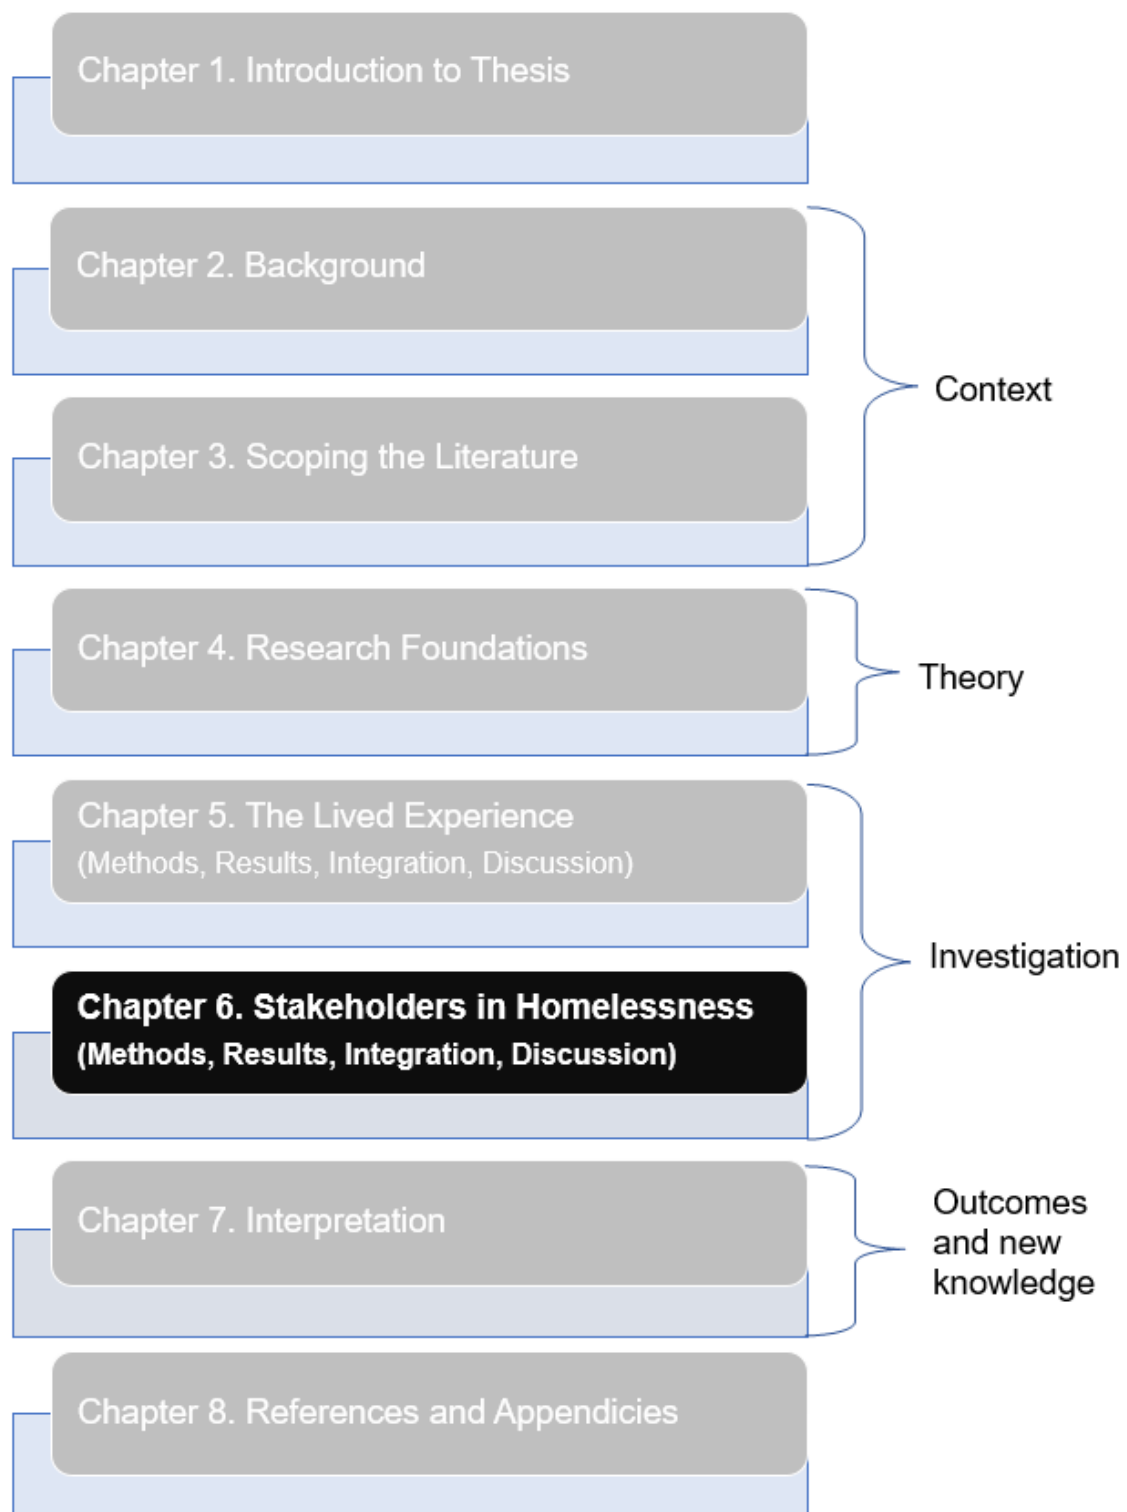 Chapter 1. Introduction to Thesis
Chapter 2. Background
Chapter 3. Scoping the Literature
Context
Chapter 4. Research Foundations
Theory
Chapter 5. The Lived Experience
(Methods, Results, Integration, Discussion)
Investigation
Chapter 6. Stakeholders in Homelessness
(Methods, Results, Integration, Discussion)
Chapter 7. Interpretation
Outcomes
and new
knowledge
Chapter 8. References and Appendicies